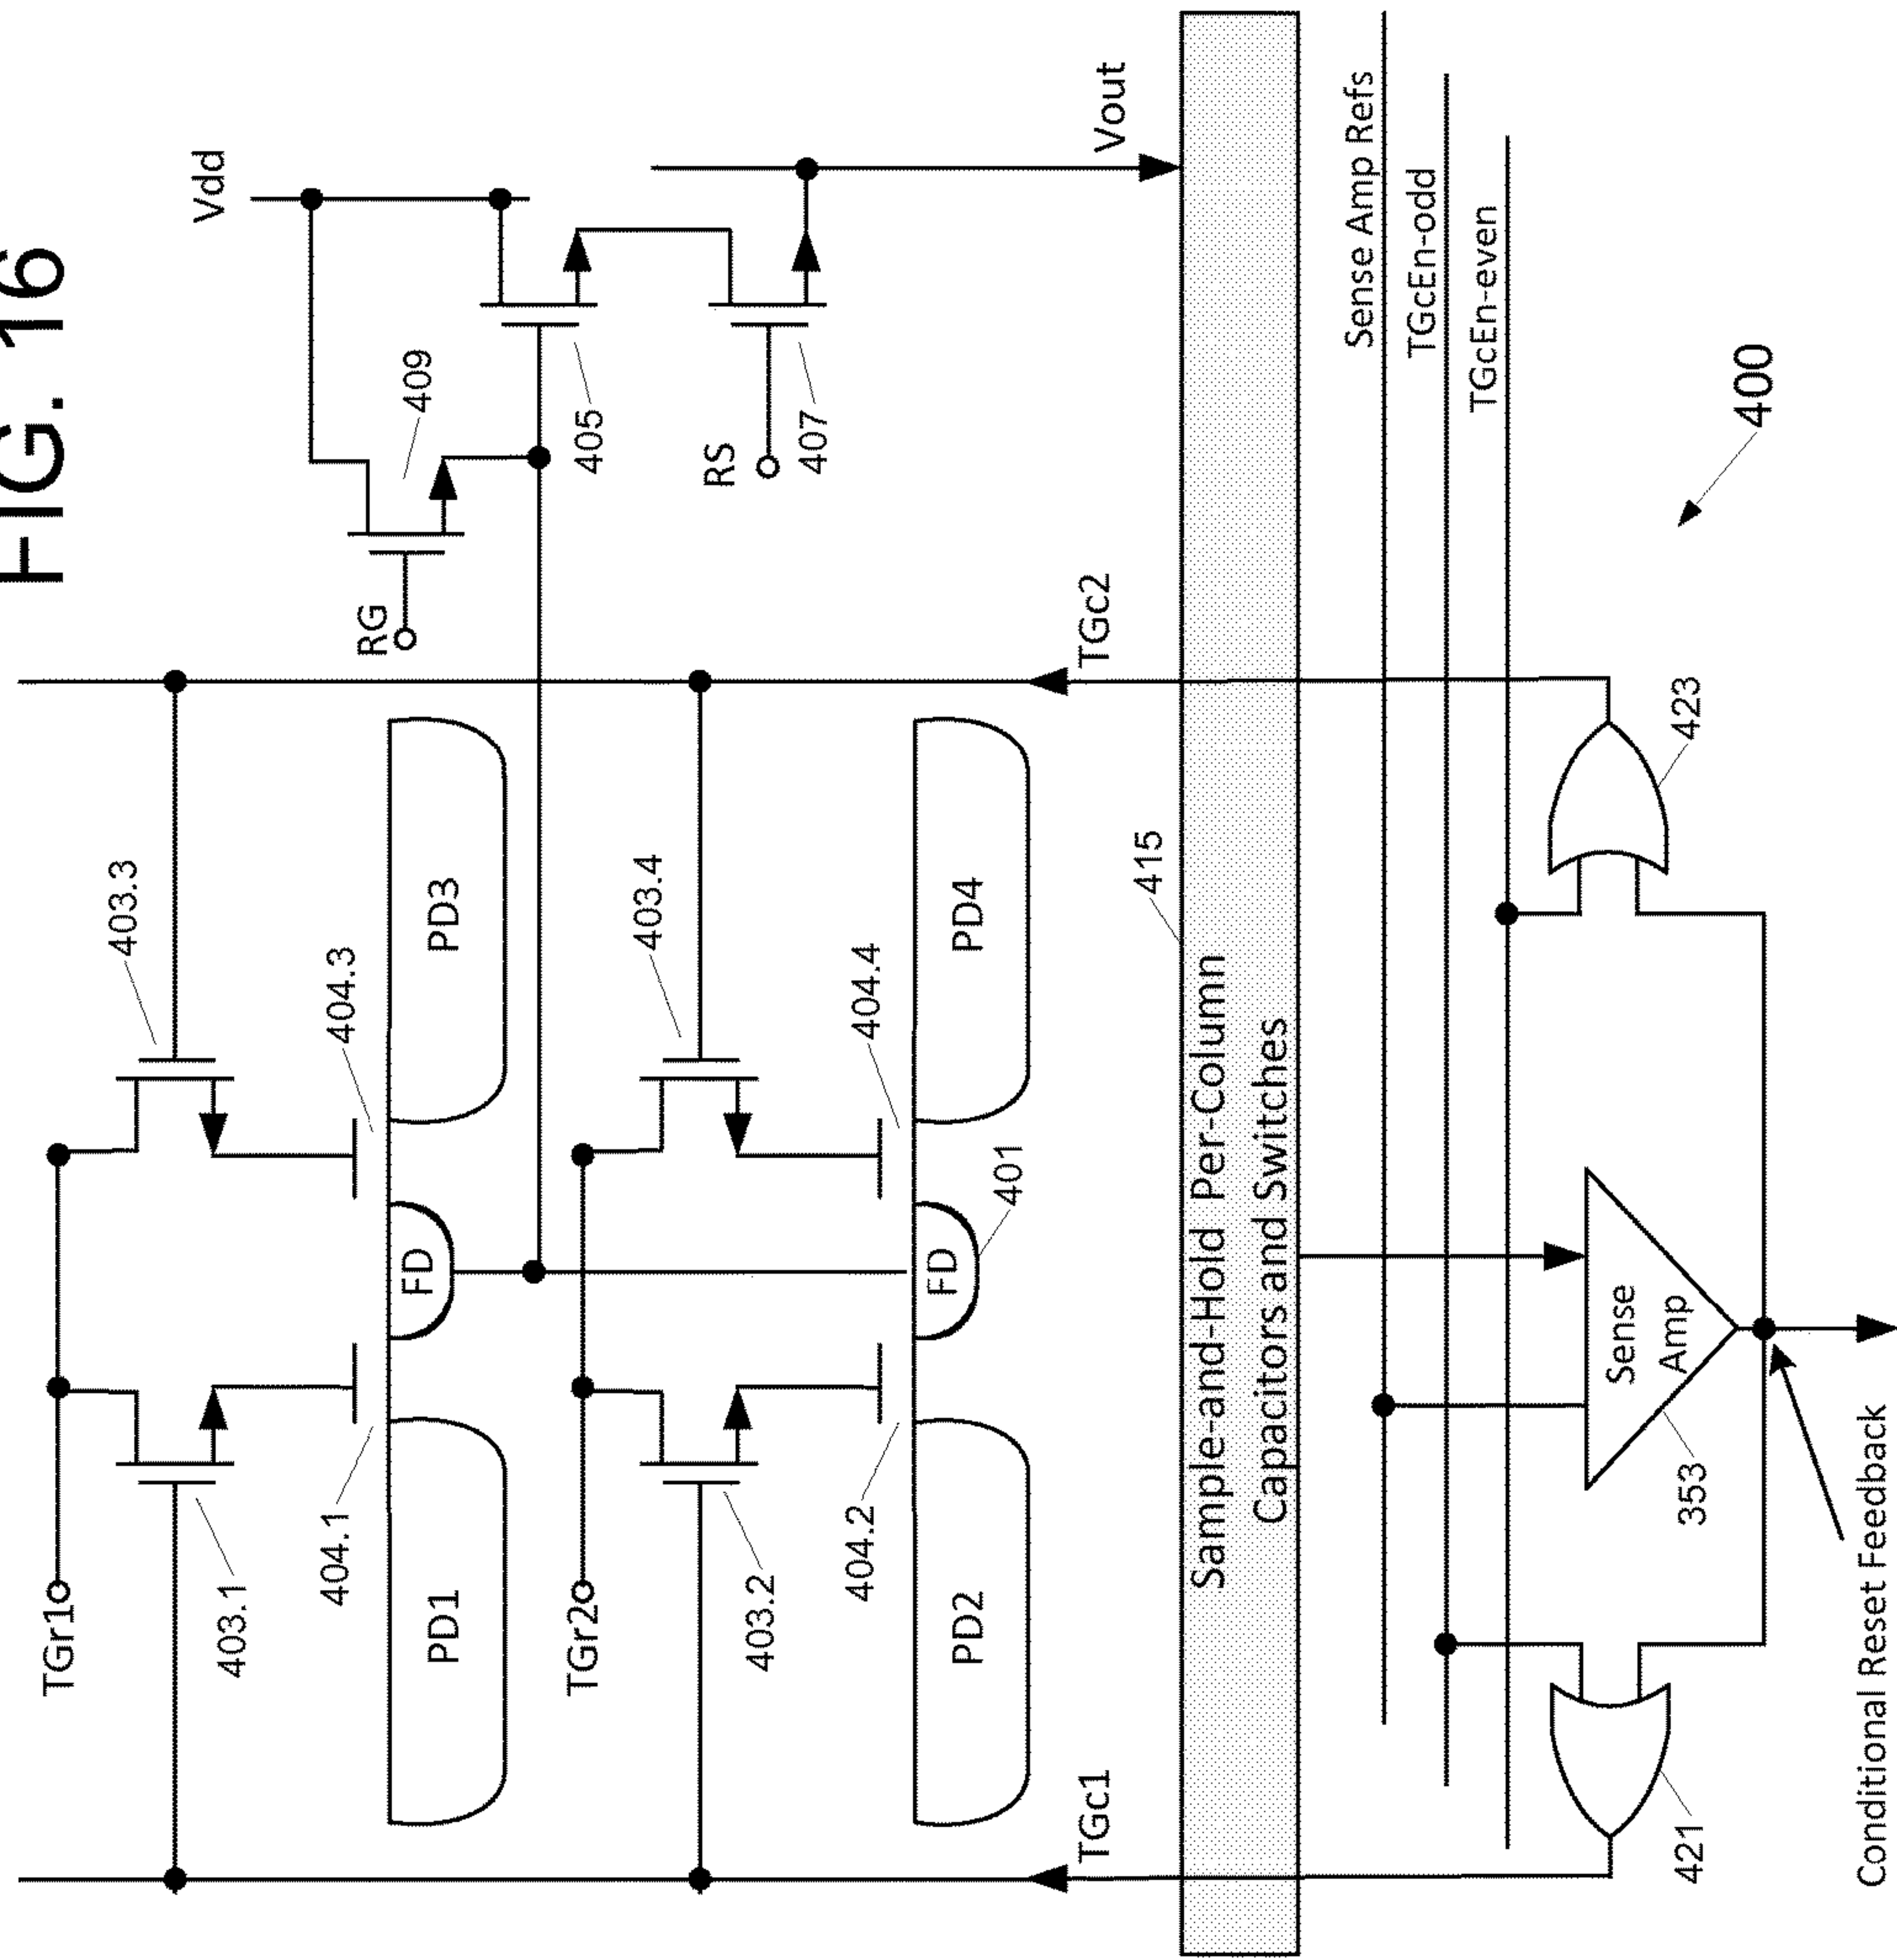 FIG. 16
Vdd
409
RG
405
RS
407
Vout
TGr1
403.1
403.3
404.1
404.3
PD1
FD
PD3
TGr2
403.2
403.4
404.2
404.4
PD2
FD
PD4
401
TGc1
TGc2
415
Sample-and-Hold Per-Column
Capacitors and Switches
Sense Amp Refs
TGcEn-odd
TGcEn-even
Sense
Amp
353
421
423
400
Conditional Reset Feedback